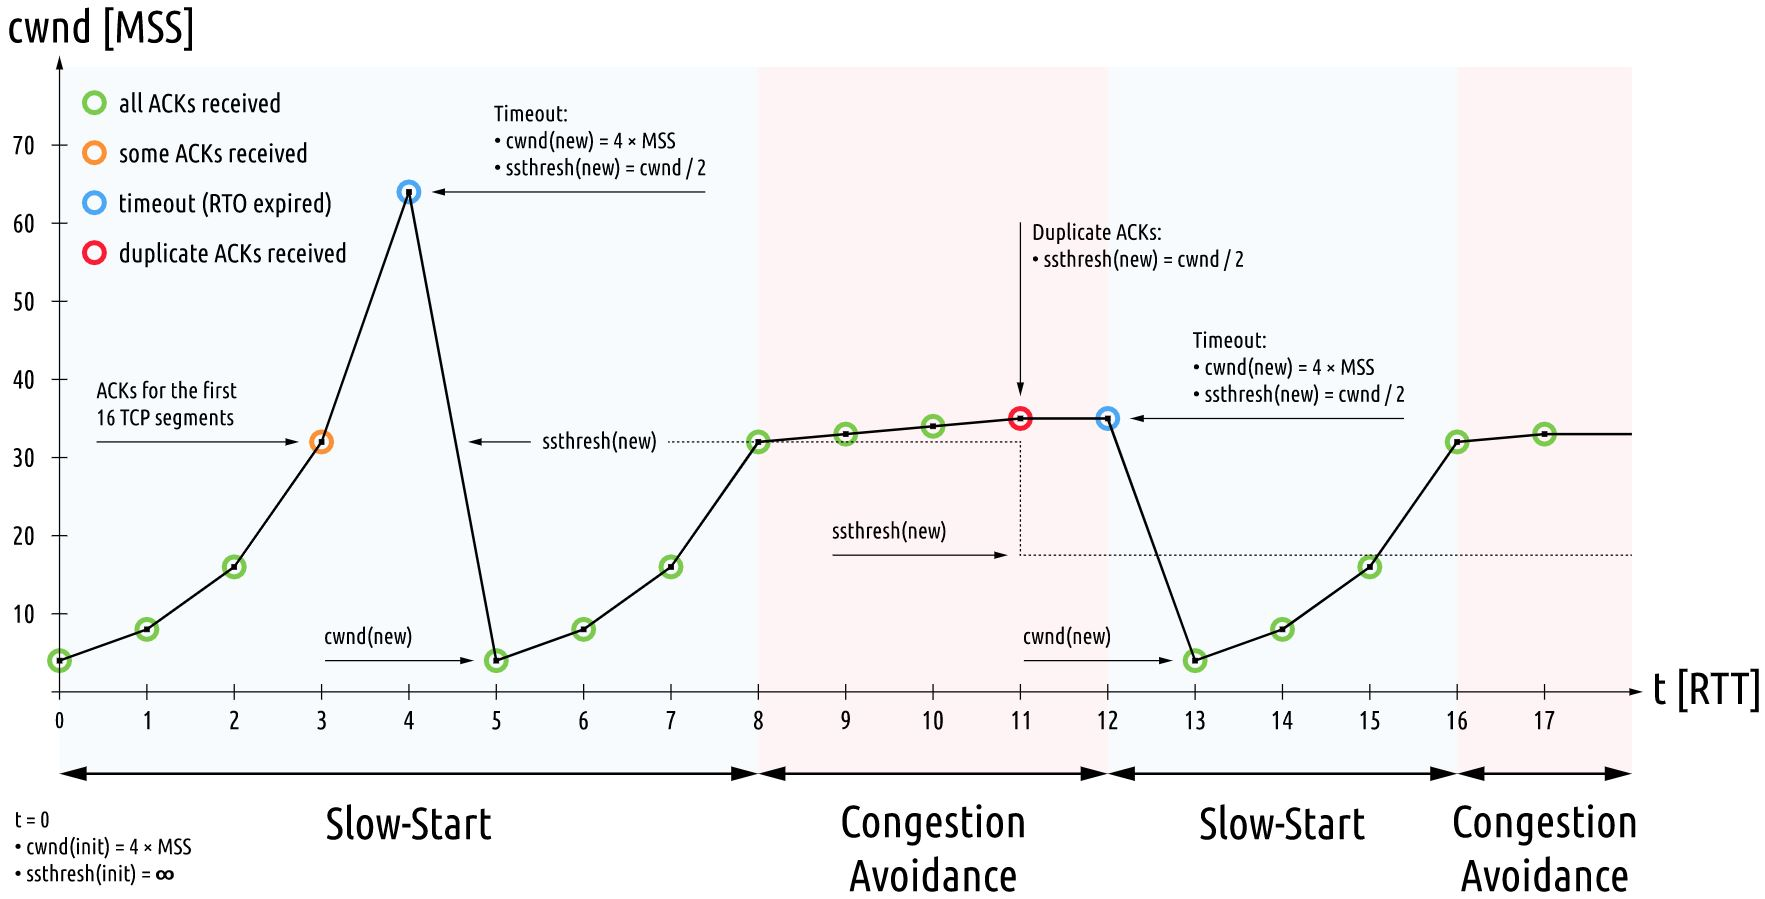 cwnd [MSS]
all ACKs received
some ACKs received
timeout (RTO expired)
duplicate ACKs received
Timeout:
• cwnd(new) = 4 × MSS
• ssthresh(new) = cwnd / 2
Duplicate ACKs:
• ssthresh(new) = cwnd / 2
Timeout:
• cwnd(new) = 4 × MSS
• ssthresh(new) = cwnd / 2
ACKs for the first
16 TCP segments
ssthresh(new)
ssthresh(new)
cwnd(new)
cwnd(new)
70
60
50
40
30
20
10
t [RTT]
0 1 2 3 4 5 6 7 8 9 10 11 12 13 14 15 16 17
Slow-Start
Congestion
Avoidance
Slow-Start
Congestion
Avoidance
t = 0
• cwnd(init) = 4 × MSS
• ssthresh(init) = ∞